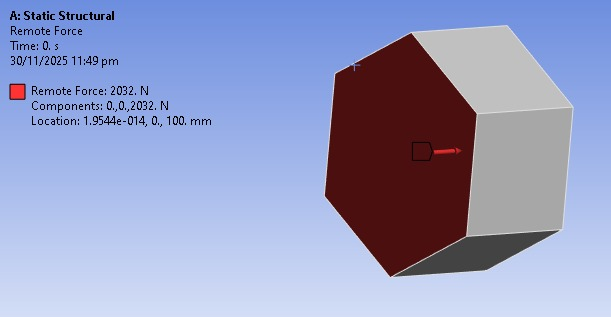 A: Static Structural
Remote Force
Time: 0. s
30/11/2025 11:49 pm
Remote Force: 2032. N
Components: 0.,0.,2032. N
Location: 1.9544e-014, 0., 100. mm